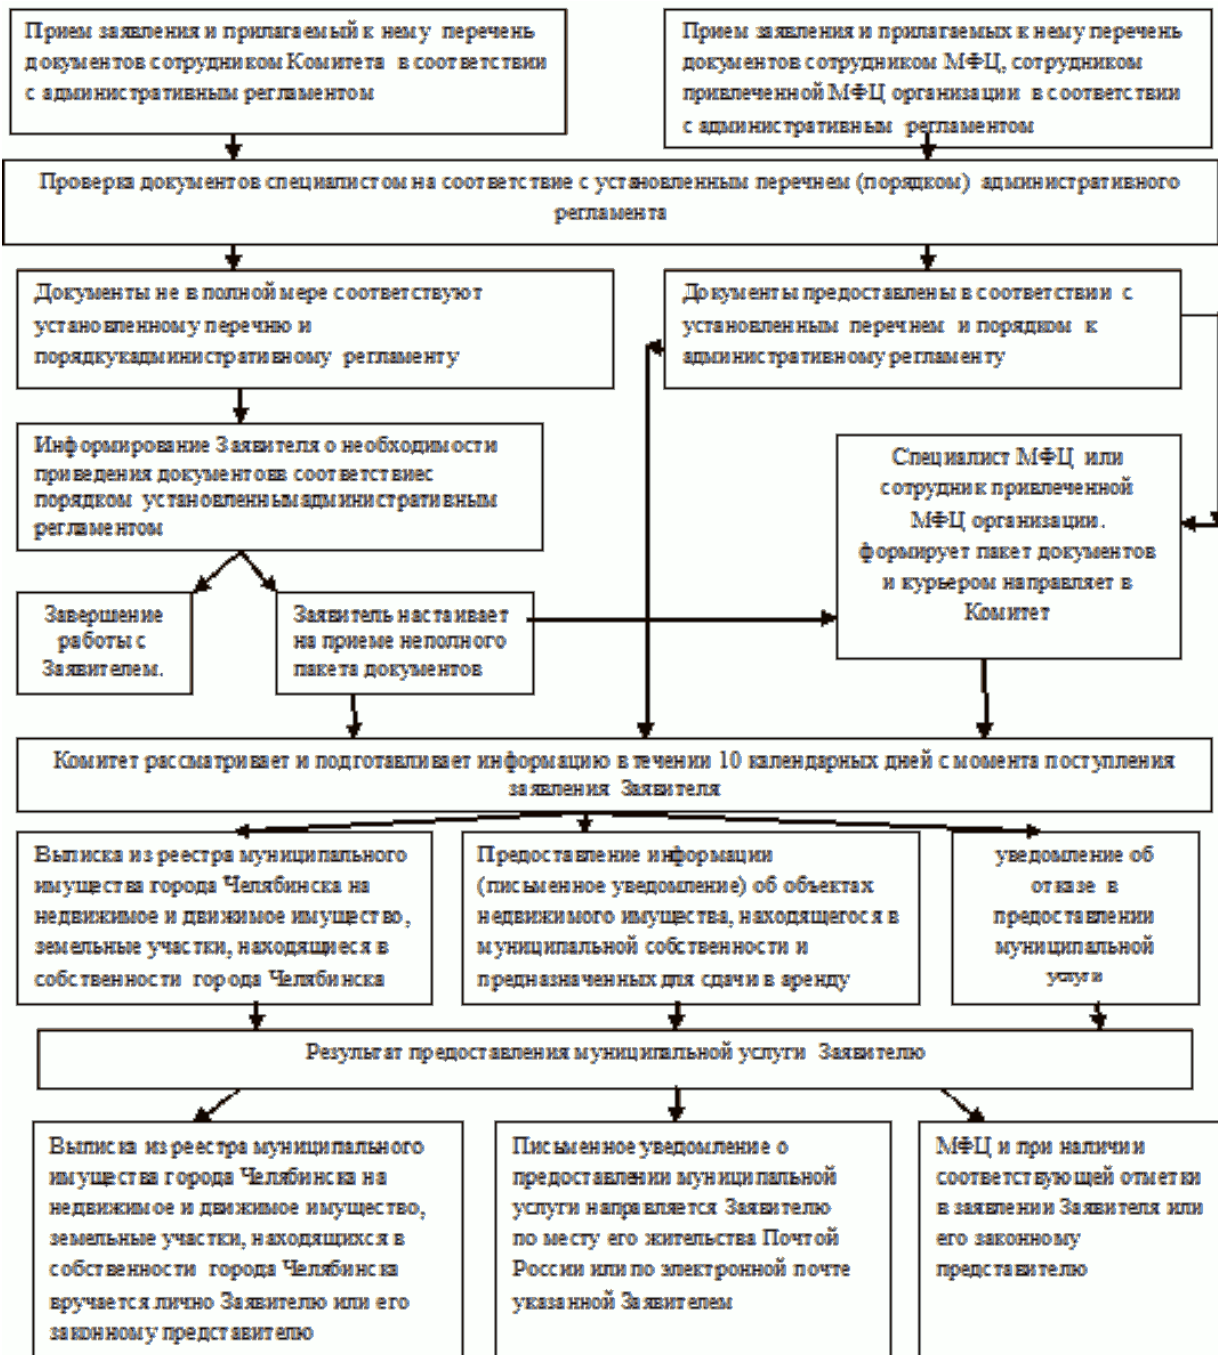 Прием заявления и прилагаемый к нему перечень
документов сотрудником Комитета в соответствии
с административным регламентом
Прием заявления и прилагаемых к нему перечень
документов сотрудником МФЦ, сотрудником
привлеченной МФЦ организации в соответствии
с административным регламентом
Проверка документов специалистом на соответствие с установленным перечнем (порядком) административного
регламента
Документы не в полной мере соответствуют
установленному перечню и
порядкукадминистративному регламенту
Документы предоставлены в соответствии с
установленным перечнем и порядком к
административному регламенту
Информирование Заявителя о необходимости
приведения документовв соответствиес
порядком установленнымадминистративным
регламентом
Специалист МФЦ или
сотрудник привлеченной
МФЦ организации.
формирует пакет документов
и курьером направляет в
Комитет
Завершение
работы с
Заявителем.
Заявитель настаивает
на приеме неполного
пакета документов
Комитет рассматривает и подготавливает информацию в течении 10 календарных дней с момента поступления
заявления Заявителя
Выписка из реестра муниципального
имущества города Челябинска на
недвижимое и движимое имущество,
земельные участки, находящиеся в
собственности города Челябинска
Предоставление информации
(письменное уведомление) об объектах
недвижимого имущества, находящегося в
муниципальной собственности и
предназначенных для сдачи в аренду
уведомление об
отказе в
предоставлении
муниципальной
услуги
Результат предоставления муниципальной услуги Заявителю
Выписка из реестра муниципального
имущества города Челябинска на
недвижимое и движимое имущество,
земельные участки, находящихся в
собственности города Челябинска
вручается лично Заявителю или его
законному представителю
Письменное уведомление о
предоставлении муниципальной
услуги направляется Заявителю
по месту его жительства Почтой
России или по электронной почте
указанной Заявителем
МФЦ и при наличии
соответствующей отметки
в заявлении Заявителя или
его законному
представителю